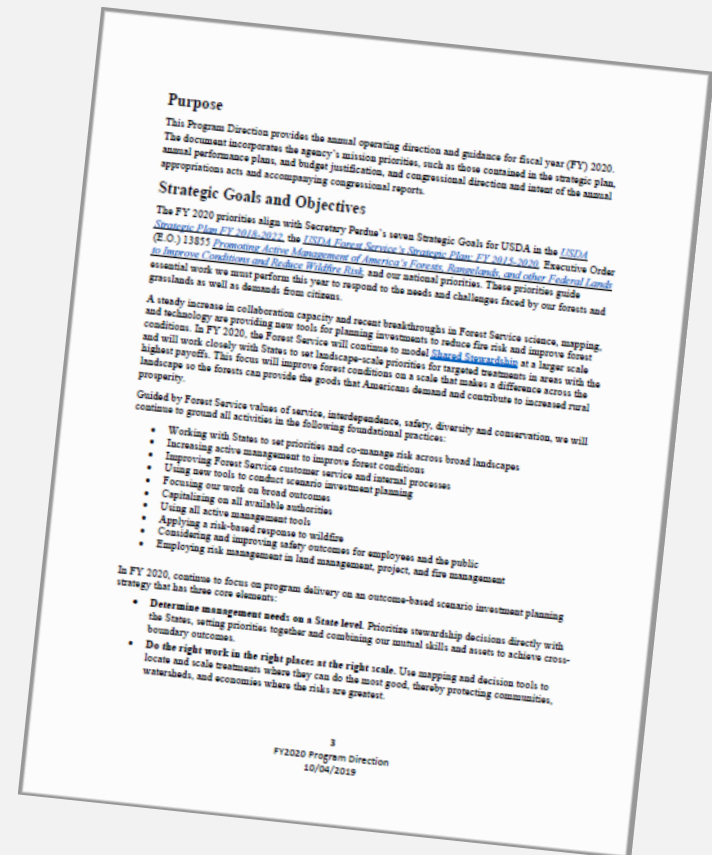 Purpose
This Program Direction provides the annual operating direction and guidance for fiscal year (FY) 2020.
The document incorporates the agency's mission priorities, such as those contained in the strategic plan,
annual performance plans, and budget justification, and congressional direction and intent of the annual
appropriations acts and accompanying congressional reports.
Strategic Goals and Objectives
The FY 2020 priorities align with Secretary Perdue's seven Strategic Goals for USDA in the USDA
Strategic Plan FY 2018-2022, the USDA Forest Service's Strategic Plan: FY 2015-2020, Executive Order
(E.O.) 13855 Promoting Active Management of America's Forests, Rangelands, and other Federal Lands
to Improve Conditions and Reduce Wildfire Risk, and our national priorities. These priorities guide
essential work we must perform this year to respond to the needs and challenges faced by our forests and
grasslands as well as demands from citizens.
A steady increase in collaboration capacity and recent breakthroughs in Forest Service science, mapping,
and technology are providing new tools for planning investments to reduce fire risk and improve forest
conditions. In FY 2020, the Forest Service will continue to model Shared Stewardship at a larger scale
and will work closely with States to set landscape-scale priorities for targeted treatments in areas with the
highest payoffs. This focus will improve forest conditions on a scale that makes a difference across the
landscape so the forests can provide the goods that Americans demand and contribute to increased rural
prosperity.
Guided by Forest Service values of service, interdependence, safety, diversity and conservation, we will
continue to ground all activities in the following foundational practices:
• Working with States to set priorities and co-manage risk across broad landscapes
• Increasing active management to improve forest conditions
• Improving Forest Service customer service and internal processes
• Using new tools to conduct scenario investment planning
• Focusing our work on broad outcomes
• Capitalizing on all available authorities
• Using all active management tools
• Applying a risk-based response to wildfire
• Considering and improving safety outcomes for employees and the public
• Employing risk management in land management, project, and fire management
In FY 2020, continue to focus on program delivery on an outcome-based scenario investment planning
strategy that has three core elements:
• Determine management needs on a State level. Prioritize stewardship decisions directly with
the States, setting priorities together and combining our mutual skills and assets to achieve cross-
boundary outcomes.
• Do the right work in the right places at the right scale. Use mapping and decision tools to
locate and scale treatments where they can do the most good, thereby protecting communities,
watersheds, and economies where the risks are greatest.
3
FY2020 Program Direction
10/04/2019